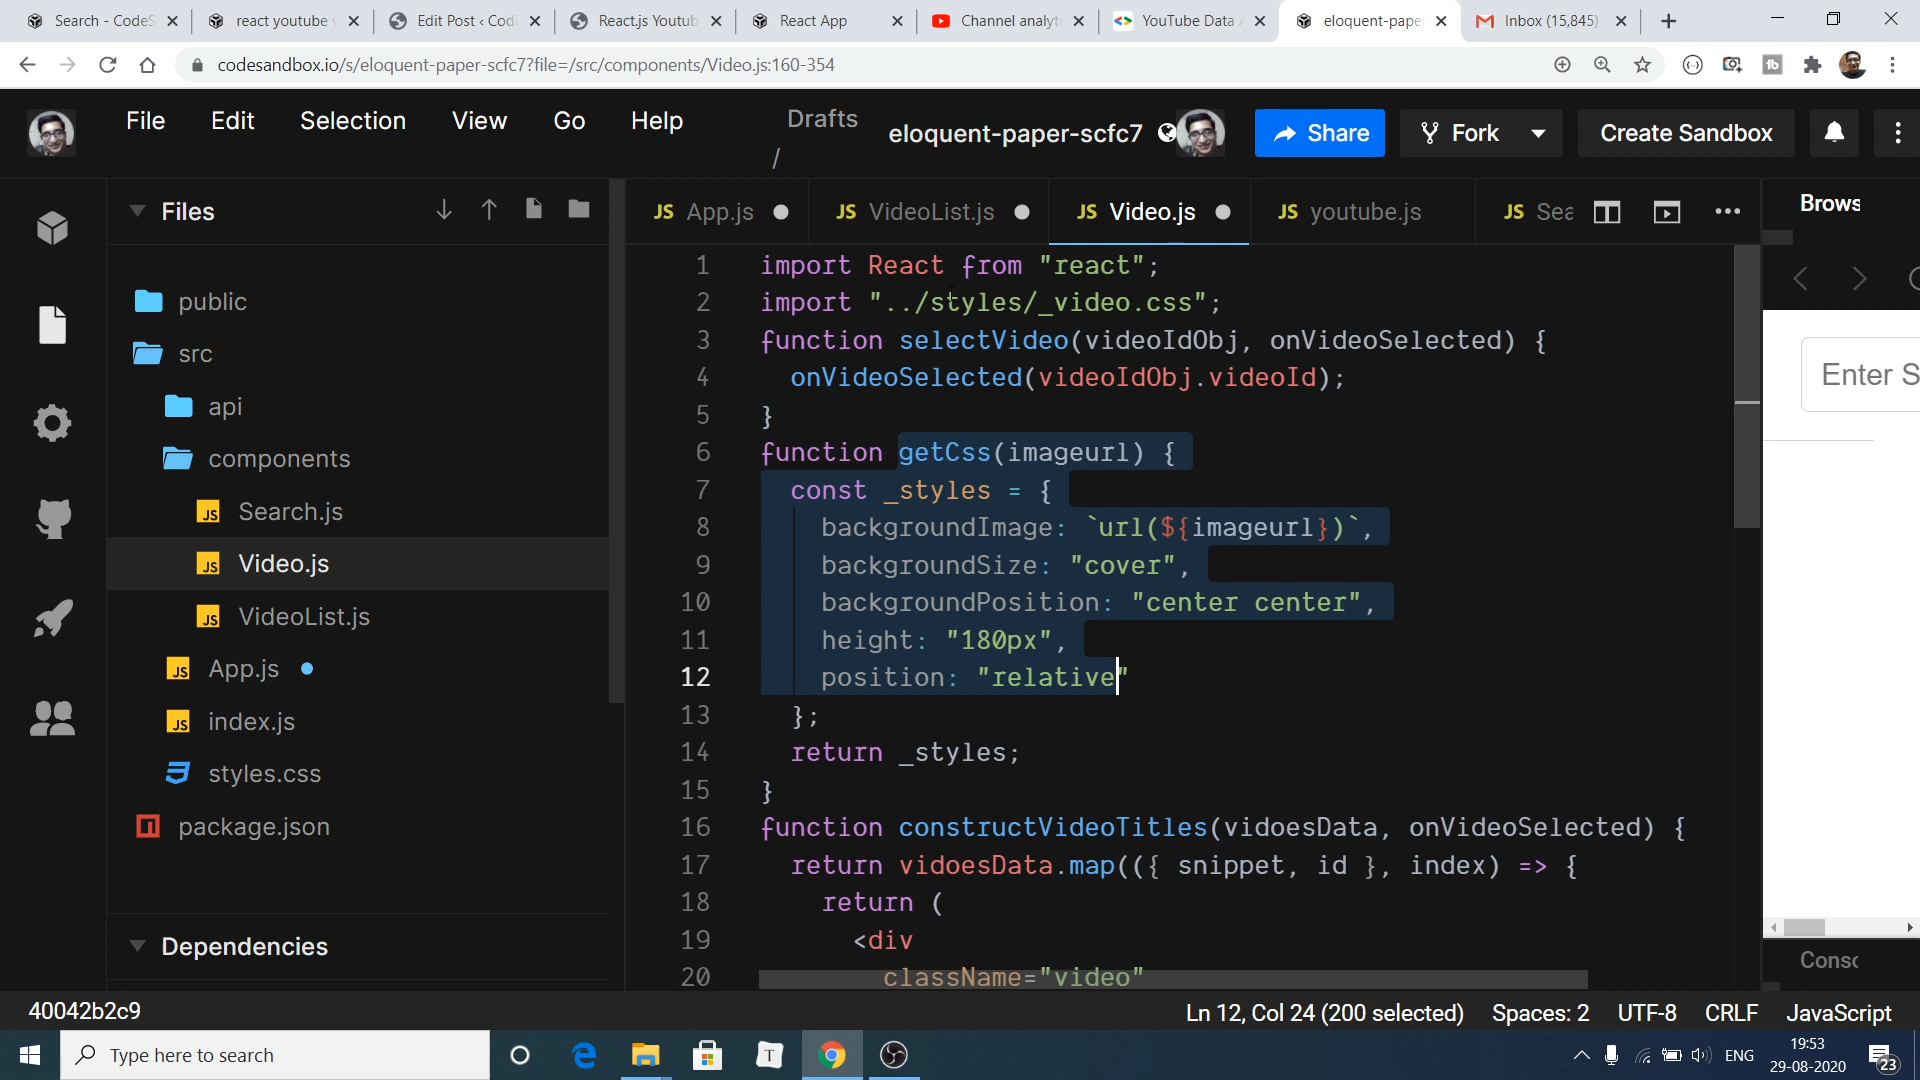 Search - CodeS
react youtube v
Edit Post ‹ Codi
React.js Youtub
React App
Channel analyti
YouTube Data A
eloquent-paper
Inbox (15,845)
codesandbox.io/s/eloquent-paper-scfc7?file=/src/components/Video.js:160-354
File Edit Selection View Go Help
Drafts
/
eloquent-paper-scfc7
Share
Fork
Create Sandbox
Files
JS App.js
JS VideoList.js
JS Video.js
JS youtube.js
JS Sea
Brows
public
src
api
components
JS Search.js
JS Video.js
JS VideoList.js
JS App.js
JS index.js
styles.css
package.json
Dependencies
1 import React from "react";
2 import "../styles/_video.css";
3 function selectVideo(videoIdObj, onVideoSelected) {
4 onVideoSelected(videoIdObj.videoId);
5 }
6 function getCss(imageurl) {
7 const _styles = {
8 backgroundImage: `url(${imageurl})`,
9 backgroundSize: "cover",
10 backgroundPosition: "center center",
11 height: "180px",
12 position: "relative"
13 };
14 return _styles;
15 }
16 function constructVideoTitles(vidoesData, onVideoSelected) {
17 return vidoesData.map(({ snippet, id }, index) => {
18 return (
19 <div
20 className="video"
Enter S
Consc
40042b2c9
Ln 12, Col 24 (200 selected)
Spaces: 2
UTF-8
CRLF
JavaScript
Type here to search
T
ENG
19:53
29-08-2020
23